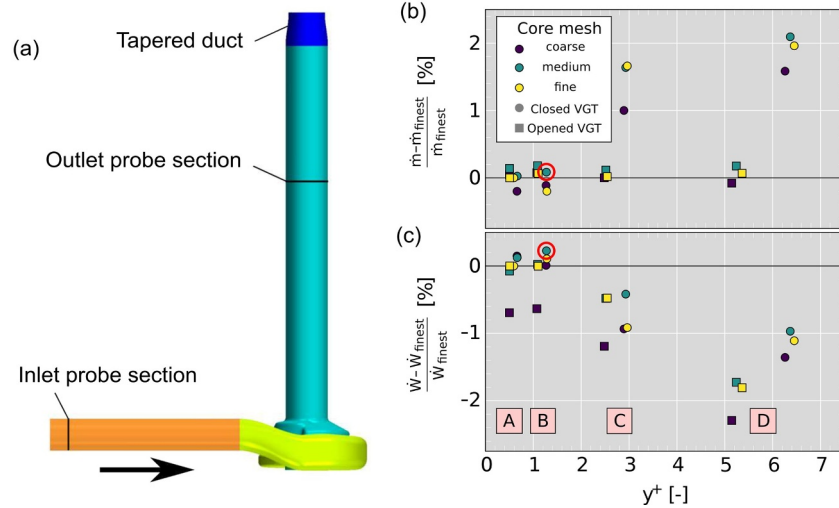 (a)
Tapered duct
Outlet probe section
Inlet probe section
(b)
ṁ-ṁfinest
ṁfinest
[%]
2
1
0
Core mesh
coarse
medium
fine
Closed VGT
Opened VGT
(c)
Ẇ-Ẇfinest
Ẇfinest
[%]
0
-1
-2
A
B
C
D
0 1 2 3 4 5 6 7
y+ [-]